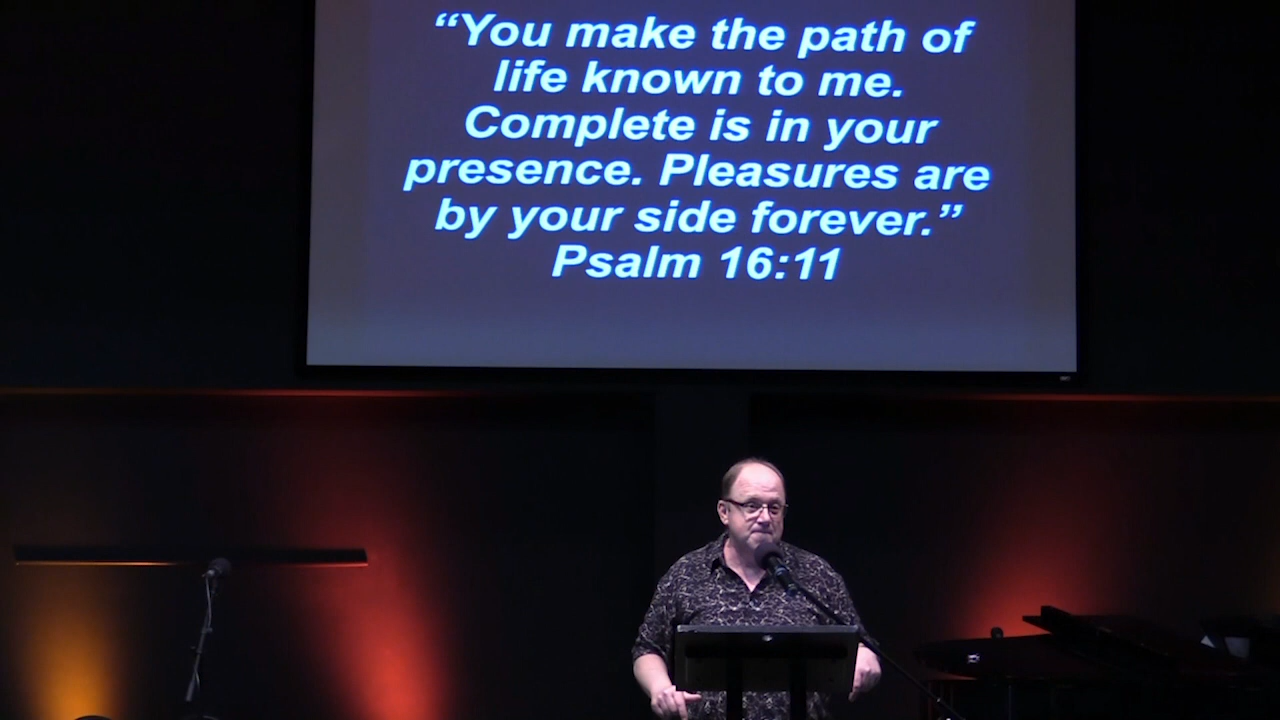 “You make the path of
life known to me.
Complete is in your
presence. Pleasures are
by your side forever.”
Psalm 16:11